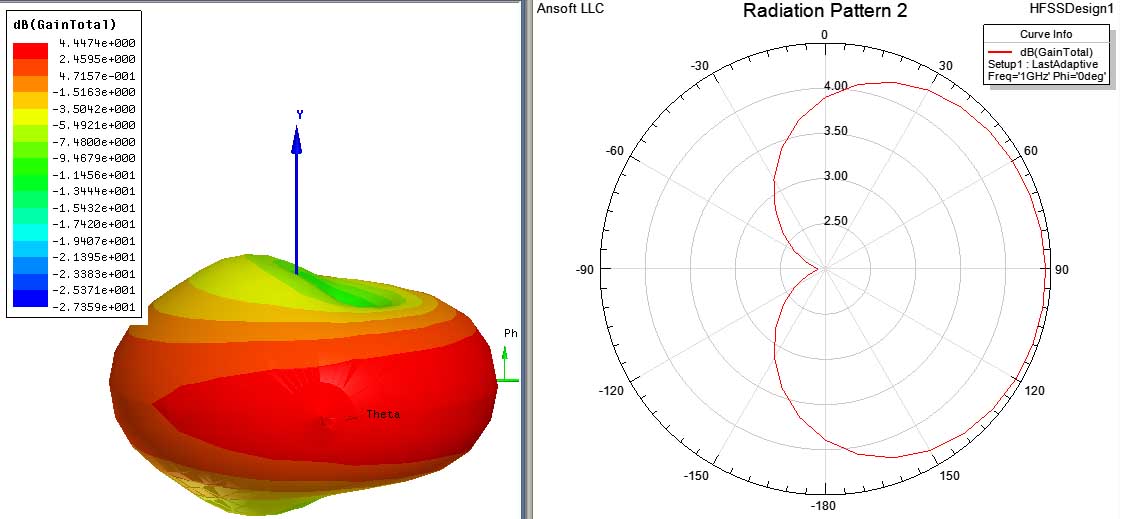 dB(GainTotal)
4.4474e+000
2.4595e+000
4.7157e-001
-1.5163e+000
-3.5042e+000
-5.4921e+000
-7.4800e+000
-9.4679e+000
-1.1456e+001
-1.3444e+001
-1.5432e+001
-1.7420e+001
-1.9407e+001
-2.1395e+001
-2.3383e+001
-2.5371e+001
-2.7359e+001
Y
Ph
Theta
Ansoft LLC
Radiation Pattern 2
HFSSDesign1
Curve Info
dB(GainTotal)
Setup1 : LastAdaptive
Freq='1GHz' Phi='0deg'
0
-30
30
4.00
-60
3.50
60
3.00
2.50
-90
90
-120
120
-150
150
-180